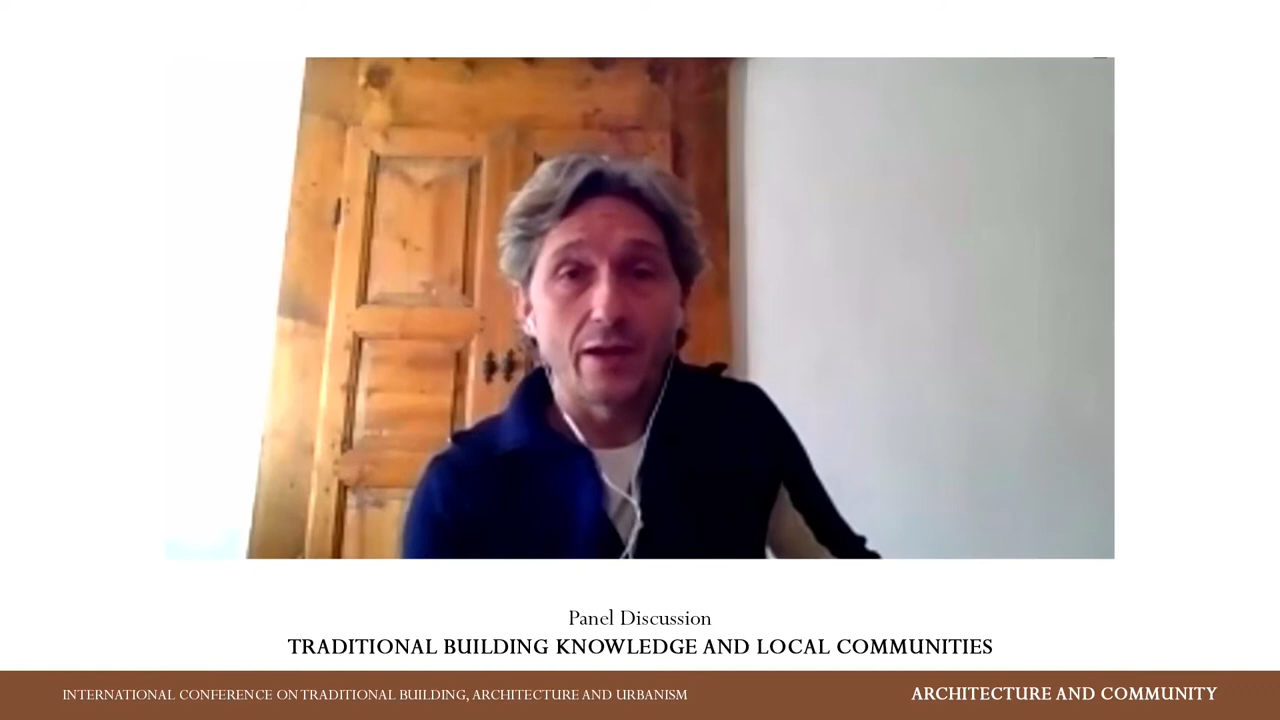 Panel Discussion
TRADITIONAL BUILDING KNOWLEDGE AND LOCAL COMMUNITIES
INTERNATIONAL CONFERENCE ON TRADITIONAL BUILDING, ARCHITECTURE AND URBANISM
ARCHITECTURE AND COMMUNITY